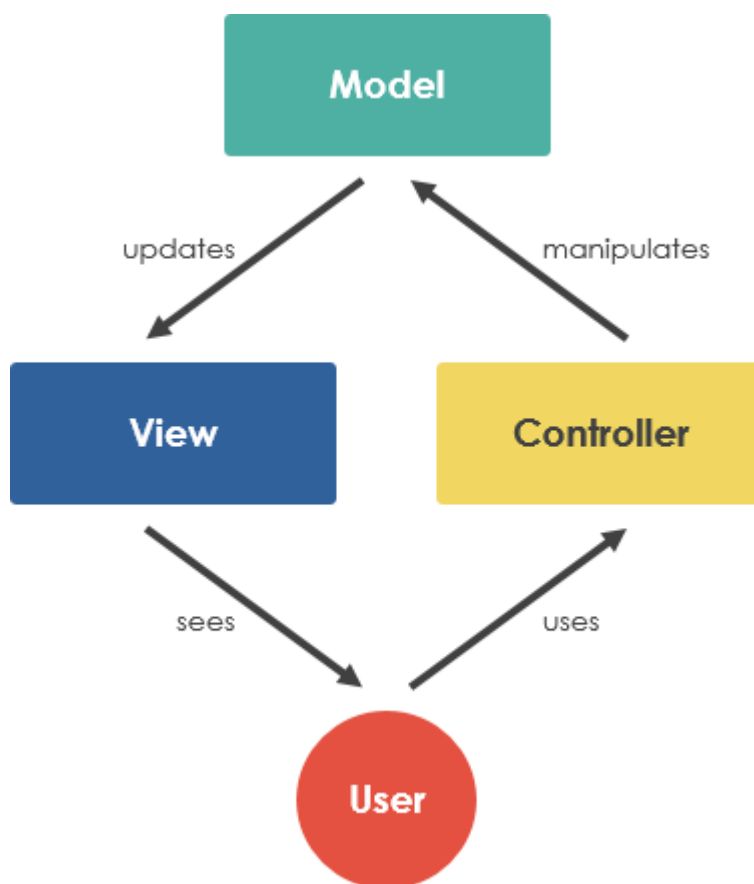 Model
updates
manipulates
View
Controller
sees
uses
User